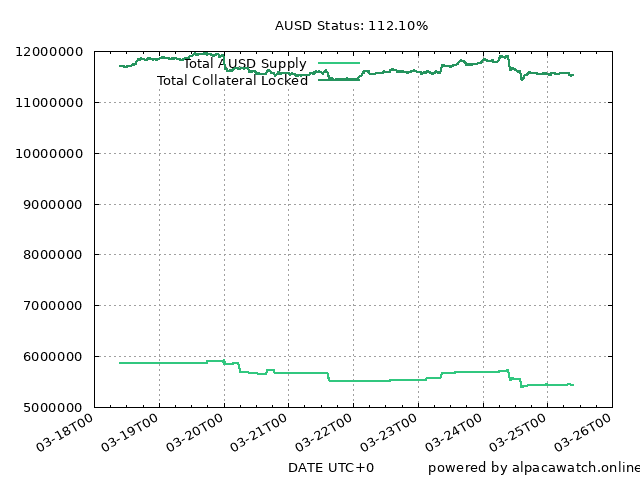 AUSD Status: 112.10%
12000000
11000000
10000000
9000000
8000000
7000000
6000000
5000000
Total AUSD Supply
Total Collateral Locked
03-18T00
03-19T00
03-20T00
03-21T00
03-22T00
03-23T00
03-24T00
03-25T00
03-26T00
DATE UTC+0
powered by alpacawatch.online